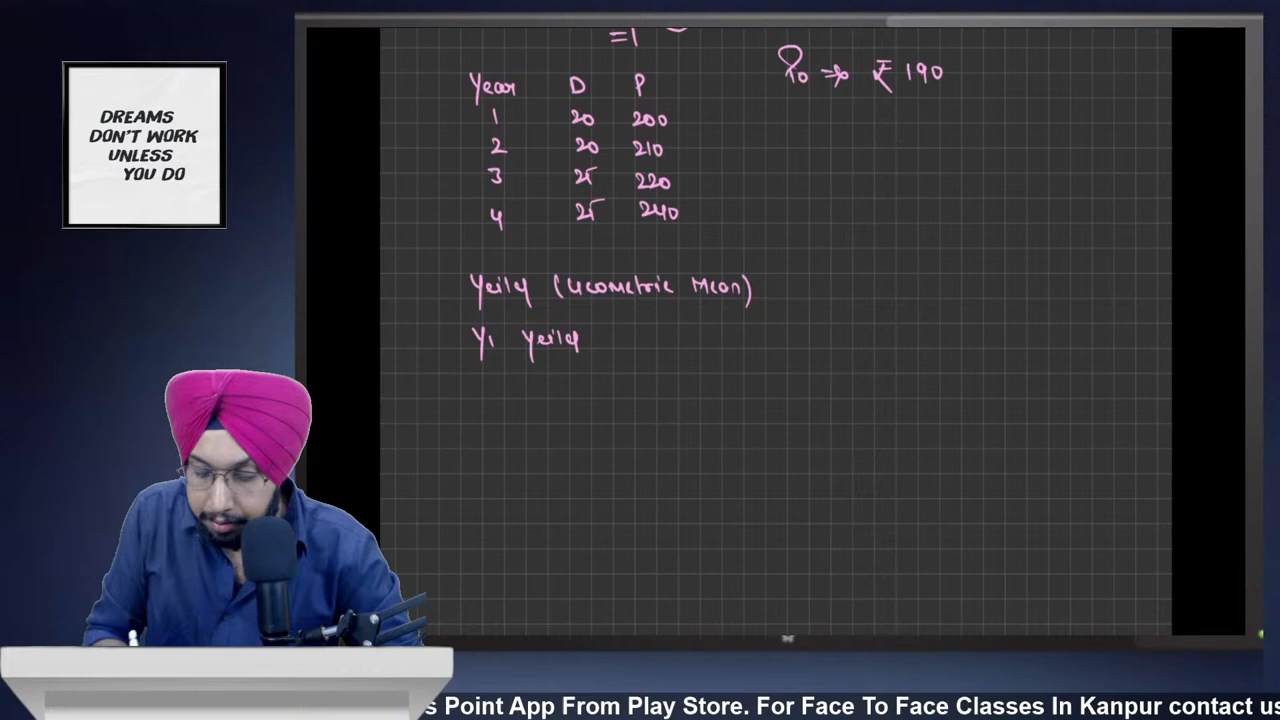 DREAMS
DON'T WORK
UNLESS
YOU DO
=1
P₀ → ₹ 190
Year D P
1 20 200
2 20 210
3 25 220
4 25 240
Yeild (Geometric Mean)
Y1 Yeild
s Point App From Play Store. For Face To Face Classes In Kanpur contact us